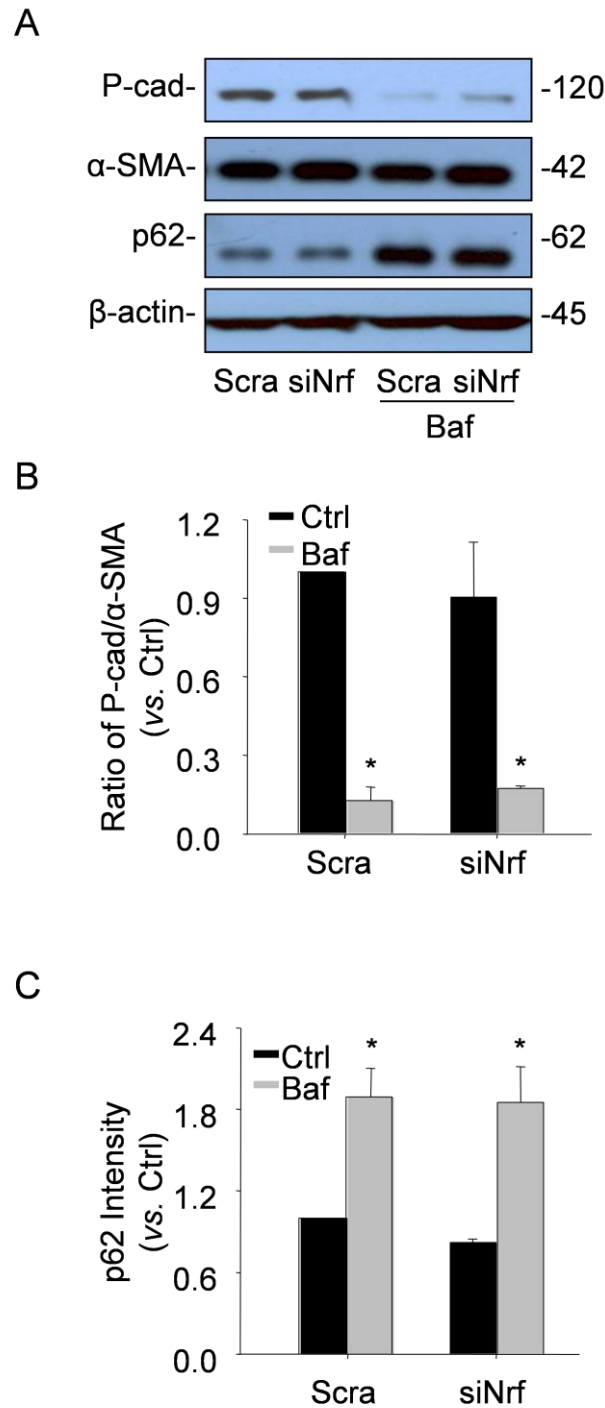 A
P-cad- -120
α-SMA- -42
p62- -62
β-actin- -45
Scra siNrf Scra siNrf
Baf
B
Ratio of P-cad/α-SMA
(vs. Ctrl)
Ctrl
Baf
1.2
0.9
0.6
0.3
0.0
*
*
Scra siNrf
C
p62 Intensity
(vs. Ctrl)
Ctrl
Baf
2.4
1.8
1.2
0.6
0.0
*
*
Scra siNrf